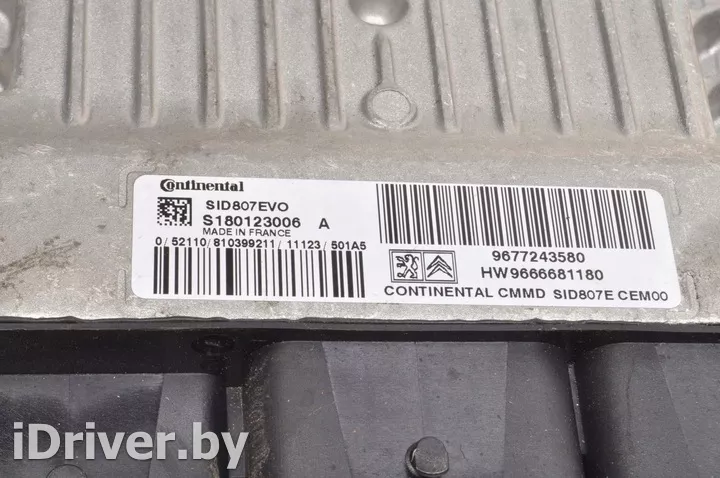 Continental
SID807EVO
S180123006 A
MADE IN FRANCE
0/52110/810399211/11123/501A5
9677243580
HW9666681180
CONTINENTAL CMMD SID807E CEM00
iDriver.by